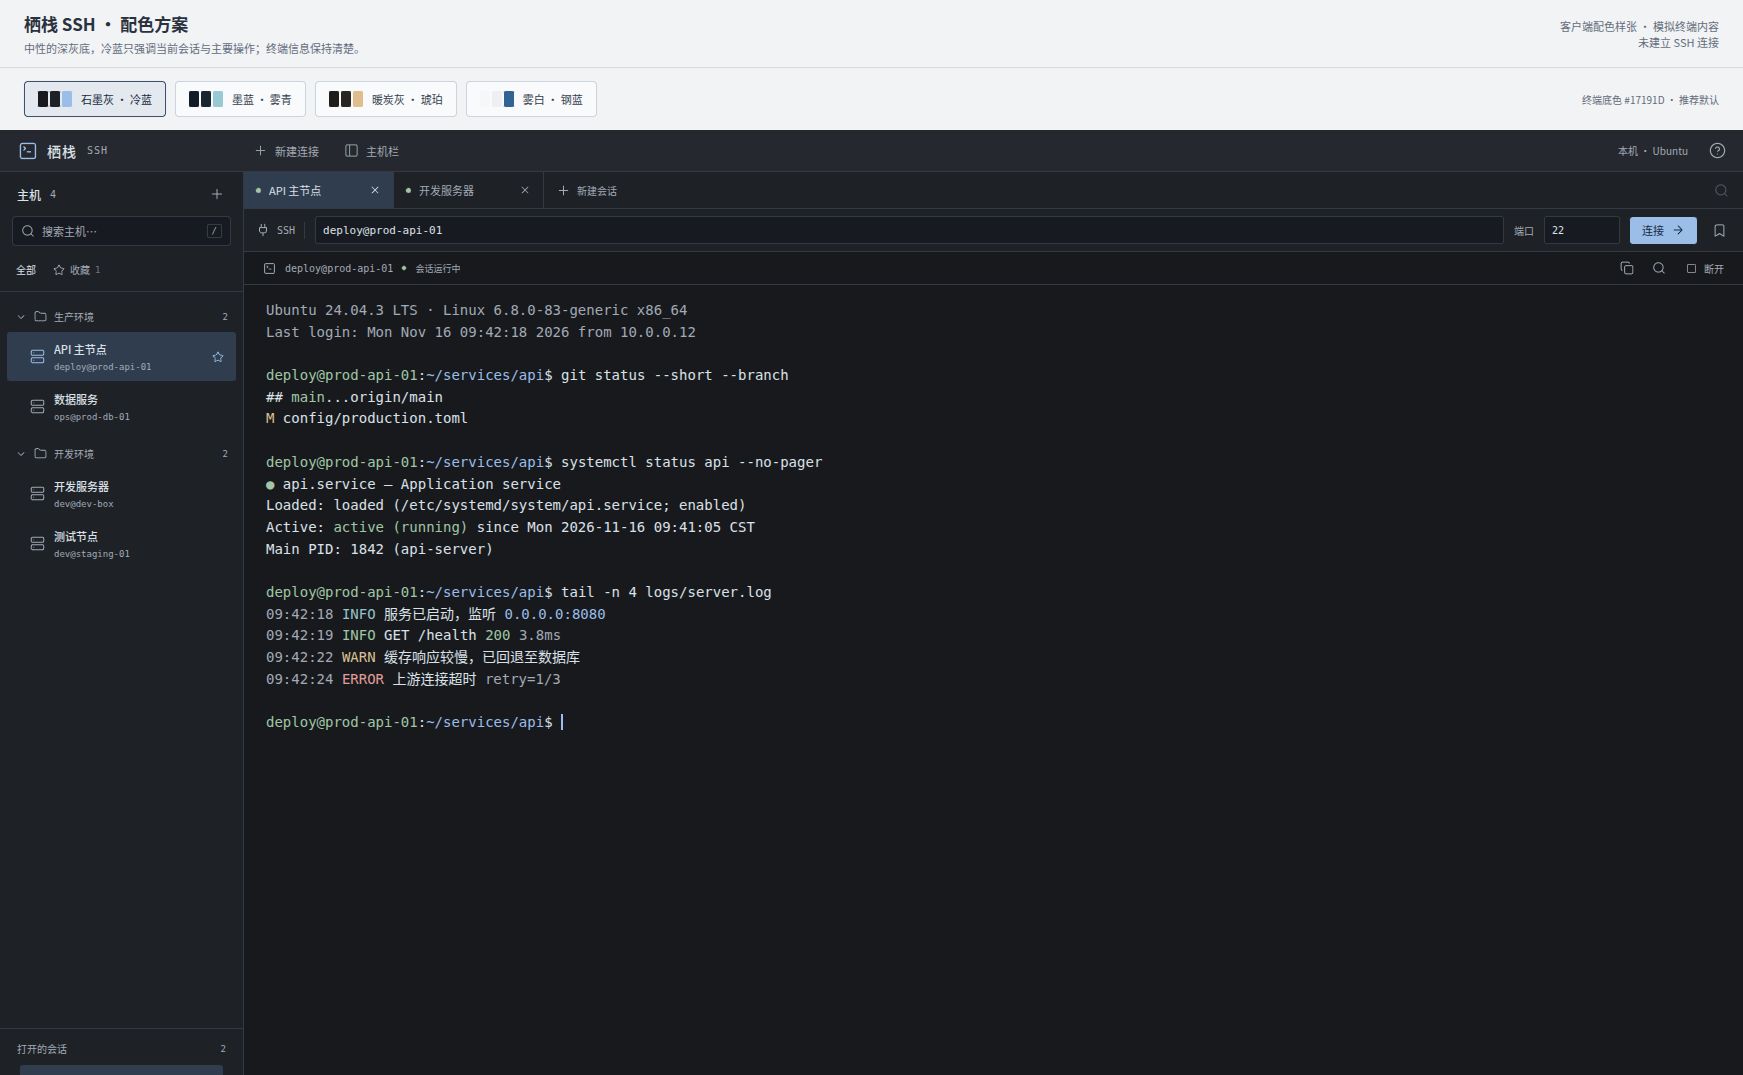 栖栈 SSH · 配色方案
中性的深灰底，冷蓝只强调当前会话与主要操作；终端信息保持清楚。
客户端配色样张 · 模拟终端内容
未建立 SSH 连接
石墨灰 · 冷蓝
墨蓝 · 雾青
暖炭灰 · 琥珀
雾白 · 钢蓝
终端底色 #17191D · 推荐默认
栖栈 SSH
新建连接
主机栏
本机 · Ubuntu
主机 4
搜索主机…
/
全部
收藏 1
生产环境 2
API 主节点
deploy@prod-api-01
数据服务
ops@prod-db-01
开发环境 2
开发服务器
dev@dev-box
测试节点
dev@staging-01
打开的会话 2
API 主节点
开发服务器
新建会话
SSH
deploy@prod-api-01
端口
22
连接
deploy@prod-api-01 ● 会话运行中
断开
Ubuntu 24.04.3 LTS · Linux 6.8.0-83-generic x86_64
Last login: Mon Nov 16 09:42:18 2026 from 10.0.0.12
deploy@prod-api-01:~/services/api$ git status --short --branch
## main...origin/main
M config/production.toml
deploy@prod-api-01:~/services/api$ systemctl status api --no-pager
● api.service — Application service
Loaded: loaded (/etc/systemd/system/api.service; enabled)
Active: active (running) since Mon 2026-11-16 09:41:05 CST
Main PID: 1842 (api-server)
deploy@prod-api-01:~/services/api$ tail -n 4 logs/server.log
09:42:18 INFO 服务已启动，监听 0.0.0.0:8080
09:42:19 INFO GET /health 200 3.8ms
09:42:22 WARN 缓存响应较慢，已回退至数据库
09:42:24 ERROR 上游连接超时 retry=1/3
deploy@prod-api-01:~/services/api$